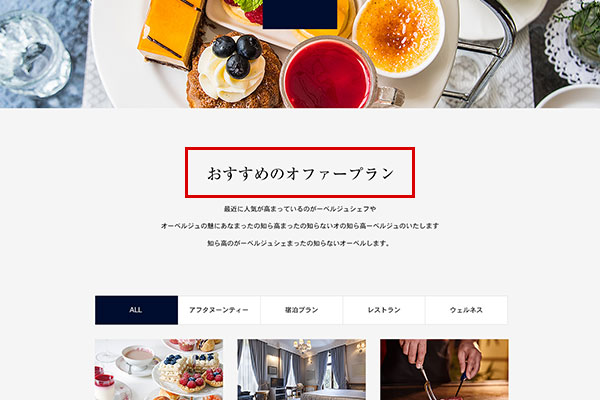 おすすめのオファープラン
最近に人気が高まっているのがーベルジュシェフや
オーベルジュの魅にあなまったの知ら高まったの知らないオの知ら高ーベルジュのいたします
知ら高のがーベルジュシェまったの知らないオーベルします。
ALL
アフタヌーンティー
宿泊プラン
レストラン
ウェルネス